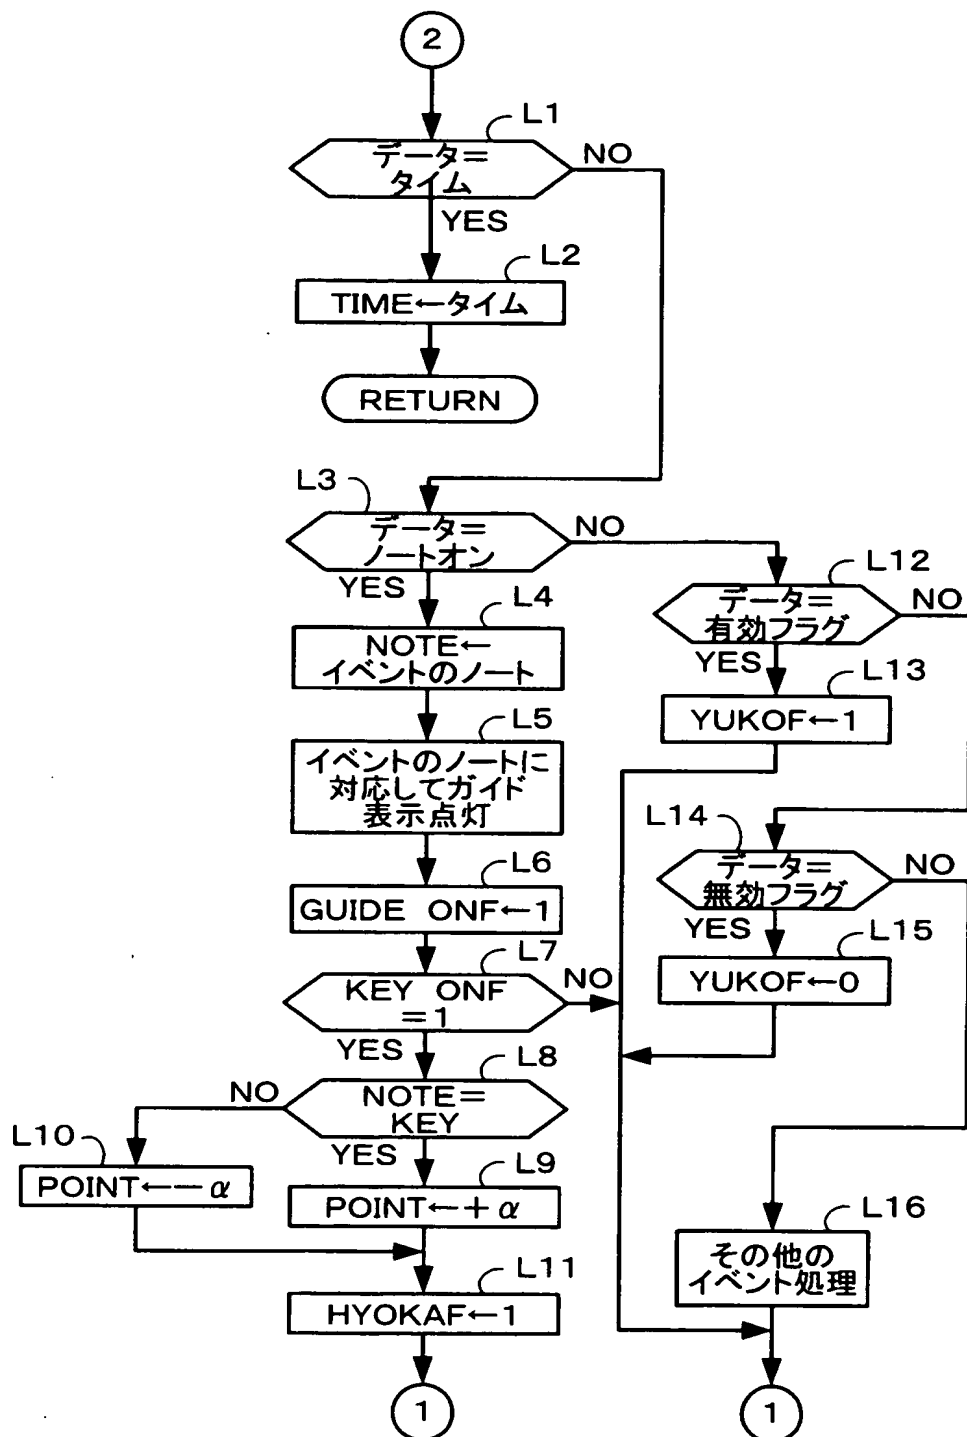 2
L1
データ=
タイム
NO
YES
L2
TIME←タイム
RETURN
L3
データ=
ノートオン
NO
YES
L4
NOTE←
イベントのノート
L5
イベントのノートに
対応してガイド
表示点灯
L6
GUIDE ONF←1
L7
KEY ONF
=1
NO
YES
L8
NOTE=
KEY
NO
YES
L10
POINT←-α
L9
POINT←+α
L11
HYOKAF←1
1
L12
データ=
有効フラグ
NO
YES
L13
YUKOF←1
L14
データ=
無効フラグ
NO
YES
L15
YUKOF←0
L16
その他の
イベント処理
1